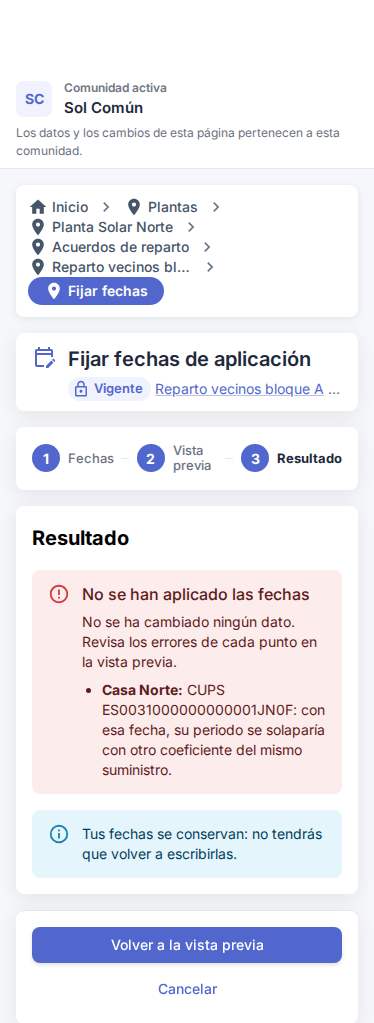 SC
Comunidad activa
Sol Común
Los datos y los cambios de esta página pertenecen a esta
comunidad.
Inicio > Plantas >
Planta Solar Norte >
Acuerdos de reparto >
Reparto vecinos bl... >
Fijar fechas
Fijar fechas de aplicación
Vigente Reparto vecinos bloque A ...
1 Fechas 2 Vista previa 3 Resultado
Resultado
No se han aplicado las fechas
No se ha cambiado ningún dato.
Revisa los errores de cada punto en
la vista previa.
• Casa Norte: CUPS
ES0031000000000001JN0F: con
esa fecha, su periodo se solaparía
con otro coeficiente del mismo
suministro.
Tus fechas se conservan: no tendrás
que volver a escribirlas.
Volver a la vista previa
Cancelar